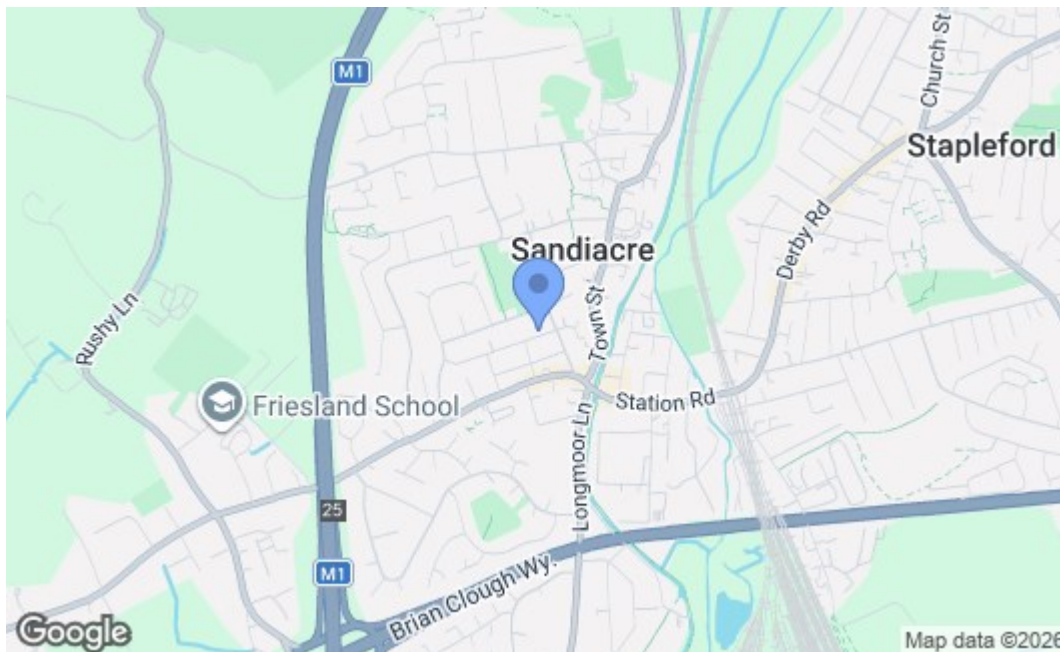 M1
Church St
Stapleford
Derby Rd
Sandiacre
Town St
Rushy Ln
Friesland School
Station Rd
Longmoor Ln
25
M1
Brian Clough Wy.
Google
Map data ©2026